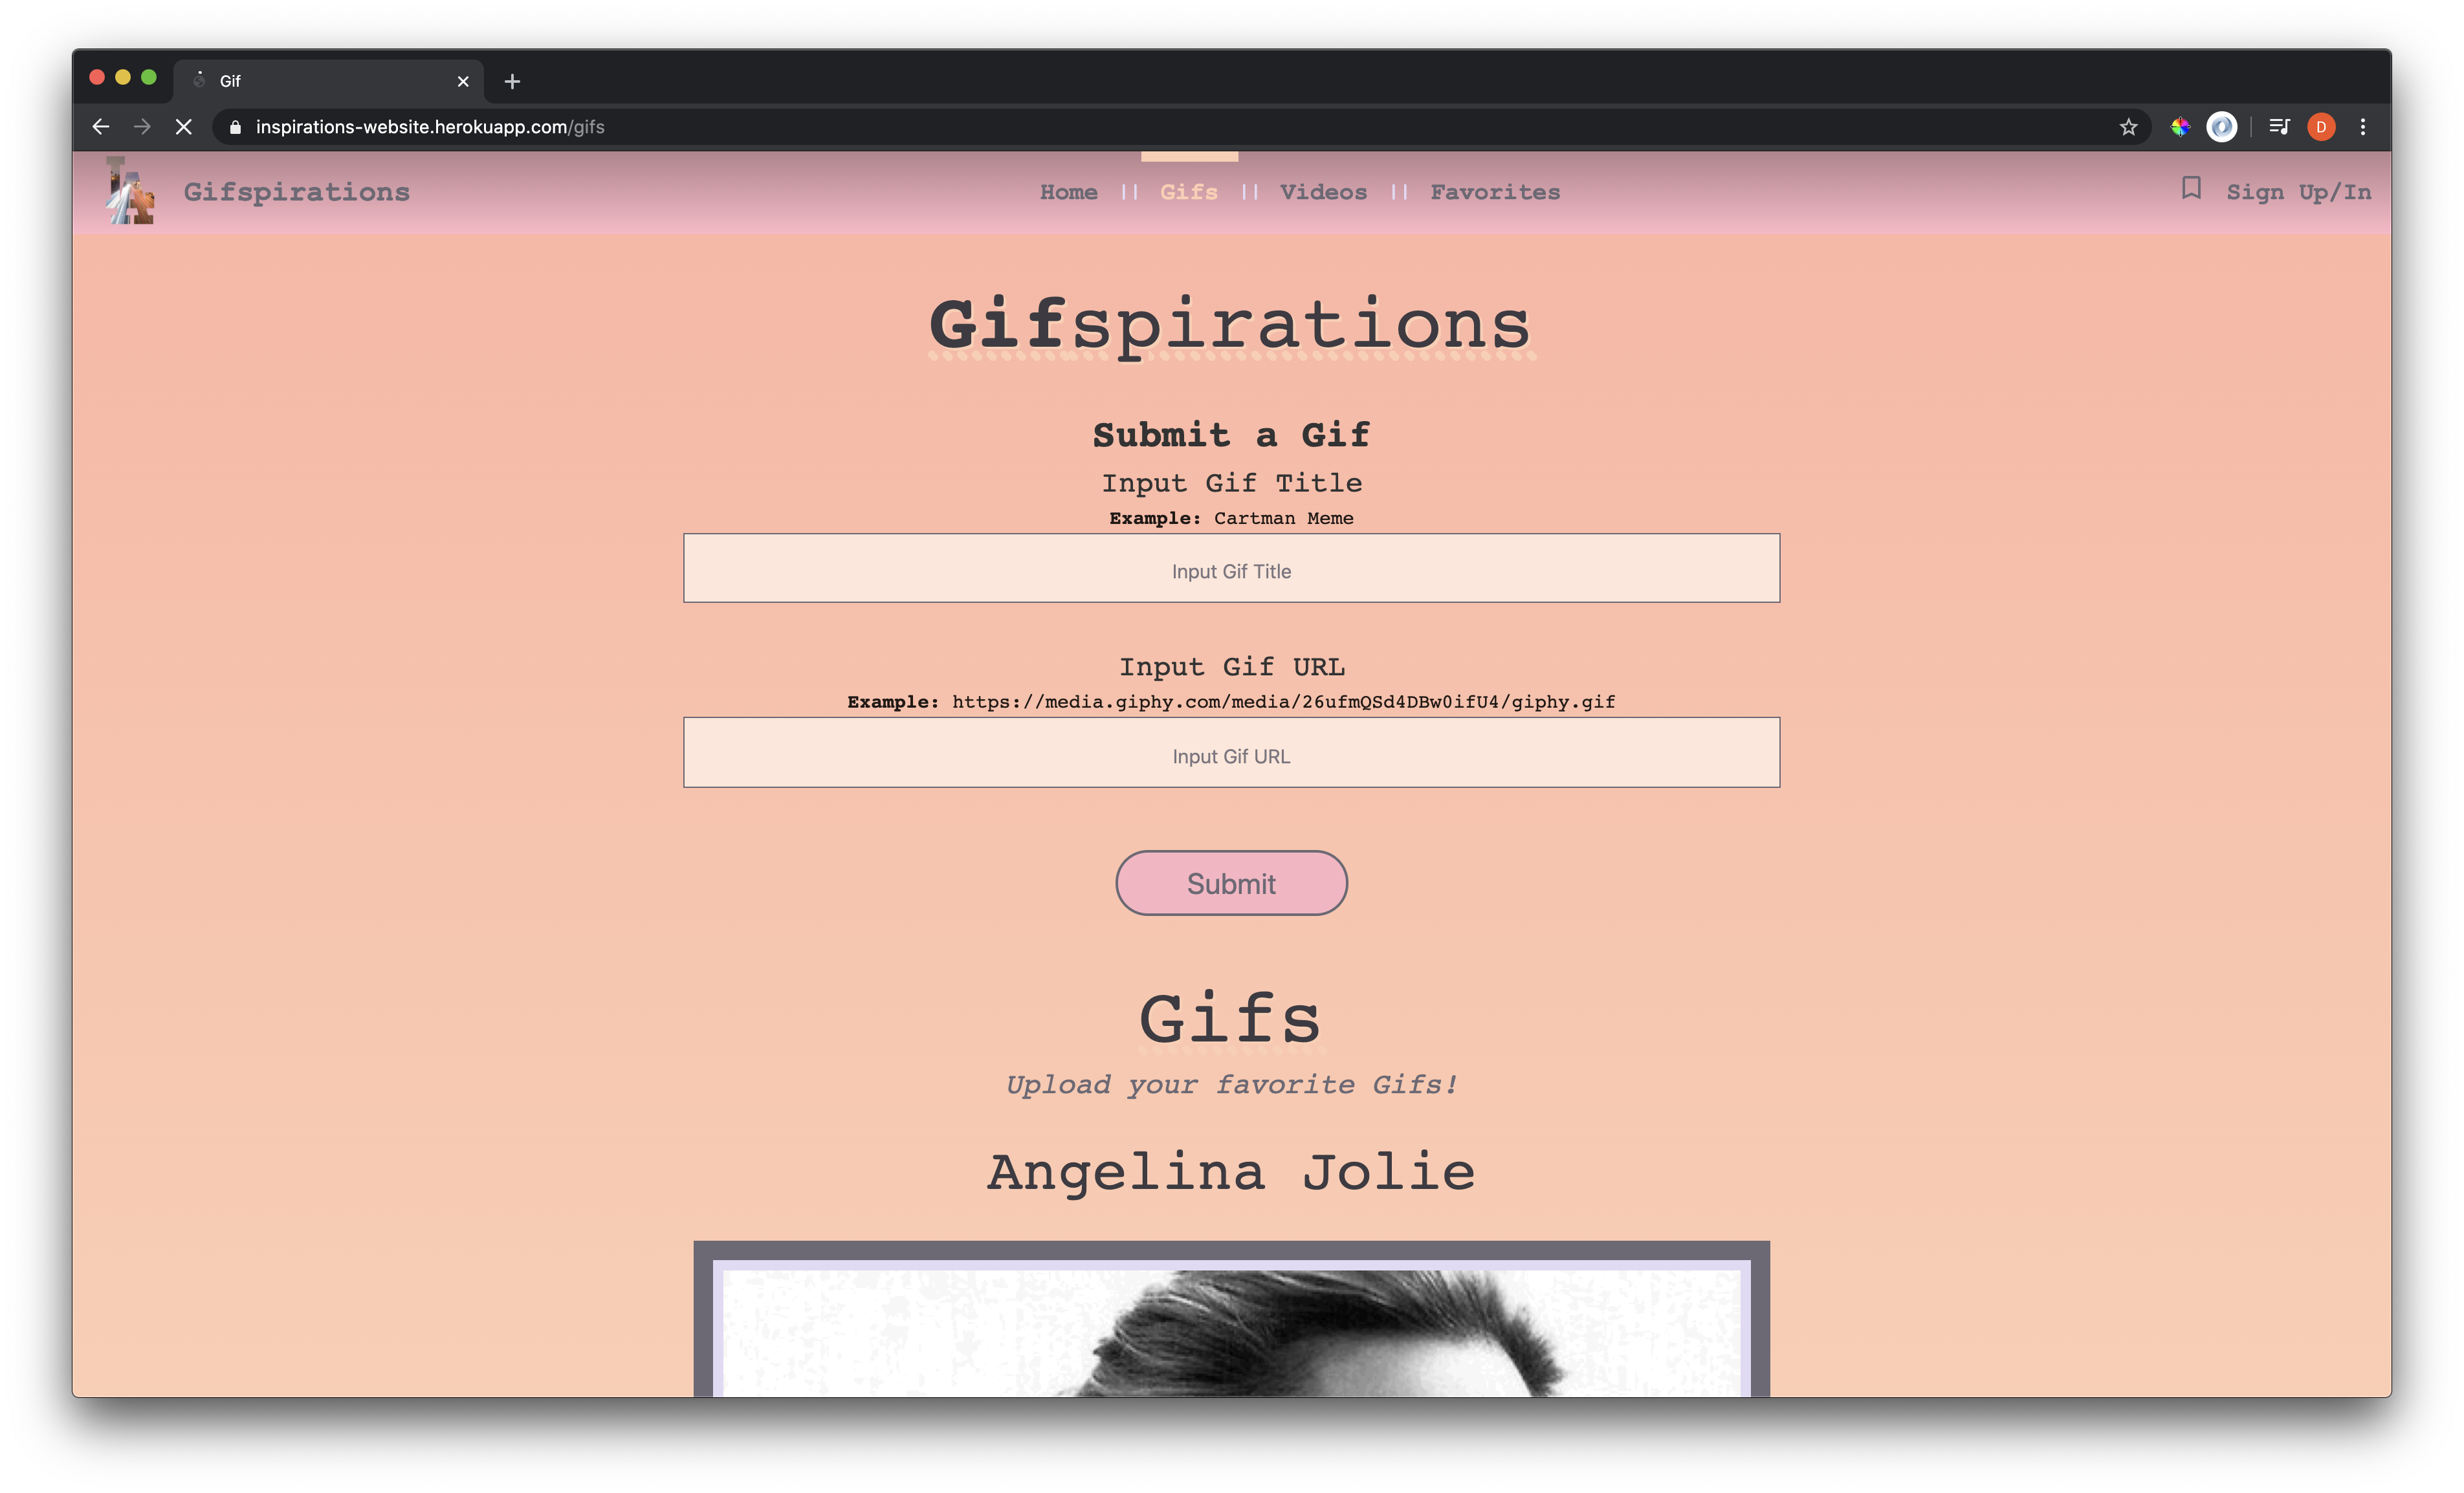 Gif
inspirations-website.herokuapp.com/gifs
D
IA
Gifspirations
Home || Gifs || Videos || Favorites
Sign Up/In
Gifspirations
Submit a Gif
Input Gif Title
Example: Cartman Meme
Input Gif Title
Input Gif URL
Example: https://media.giphy.com/media/26ufmQSd4DBw0ifU4/giphy.gif
Input Gif URL
Submit
Gifs
Upload your favorite Gifs!
Angelina Jolie